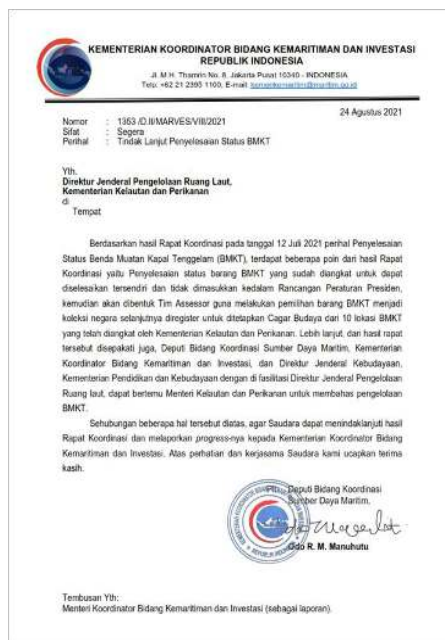 KEMENTERIAN KOORDINATOR BIDANG KEMARITIMAN DAN INVESTASI
REPUBLIK INDONESIA
Jl. M.H. Thamrin No. 8, Jakarta Pusat 10340 - INDONESIA
Telp: +62 21 2395 1100, E-mail:
24 Agustus 2021
Nomor : 1353 /D.II/MARVES/VIII/2021
Sifat : Segera
Perihal : Tindak Lanjut Penyelesaian Status BMKT
Yth.
Direktur Jenderal Pengelolaan Ruang Laut,
Kementerian Kelautan dan Perikanan
di
Tempat
Berdasarkan hasil Rapat Koordinasi pada tanggal 12 Juli 2021 perihal Penyelesaian
Status Benda Muatan Kapal Tenggelam (BMKT), terdapat beberapa poin dari hasil Rapat
Koordinasi yaitu Penyelesaian status barang BMKT yang sudah diangkat untuk dapat
diselesaikan tersendiri dan tidak dimasukkan kedalam Rancangan Peraturan Presiden,
kemudian akan dibentuk Tim Assessor guna melakukan pemilihan barang BMKT menjadi
koleksi negara selanjutnya diregister untuk ditetapkan Cagar Budaya dari 10 lokasi BMKT
yang telah diangkat oleh Kementerian Kelautan dan Perikanan. Lebih lanjut, dari hasil rapat
tersebut disepakati juga, Deputi Bidang Koordinasi Sumber Daya Maritim, Kementerian
Koordinator Bidang Kemaritiman dan Investasi, dan Direktur Jenderal Kebudayaan,
Kementerian Pendidikan dan Kebudayaan dengan di fasilitasi Direktur Jenderal Pengelolaan
Ruang laut, dapat bertemu Menteri Kelautan dan Perikanan untuk membahas pengelolaan
BMKT.
Sehubungan beberapa hal tersebut diatas, agar Saudara dapat menindaklanjuti hasil
Rapat Koordinasi dan melaporkan progress-nya kepada Kementerian Koordinator Bidang
Kemaritiman dan Investasi. Atas perhatian dan kerjasama Saudara kami ucapkan terima
kasih.
Deputi Bidang Koordinasi
Sumber Daya Maritim,
Odo R. M. Manuhutu
Tembusan Yth:
Menteri Koordinator Bidang Kemaritiman dan Investasi (sebagai laporan).